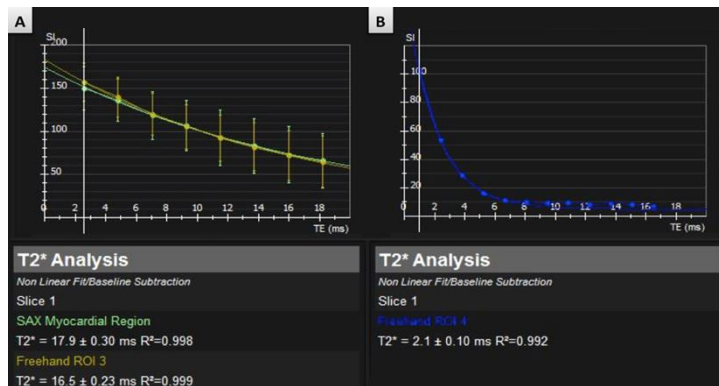 A
SI
200
150
100
50
0 2 4 6 8 10 12 14 16 18
TE (ms)
T2* Analysis
Non Linear Fit/Baseline Subtraction
Slice 1
SAX Myocardial Region
T2* = 17.9 ± 0.30 ms R²=0.998
Freehand ROI 3
T2* = 16.5 ± 0.23 ms R²=0.999
B
SI
100
80
60
40
20
0 2 4 6 8 10 12 14 16 18
TE (ms)
T2* Analysis
Non Linear Fit/Baseline Subtraction
Slice 1
Freehand ROI 4
T2* = 2.1 ± 0.10 ms R²=0.992